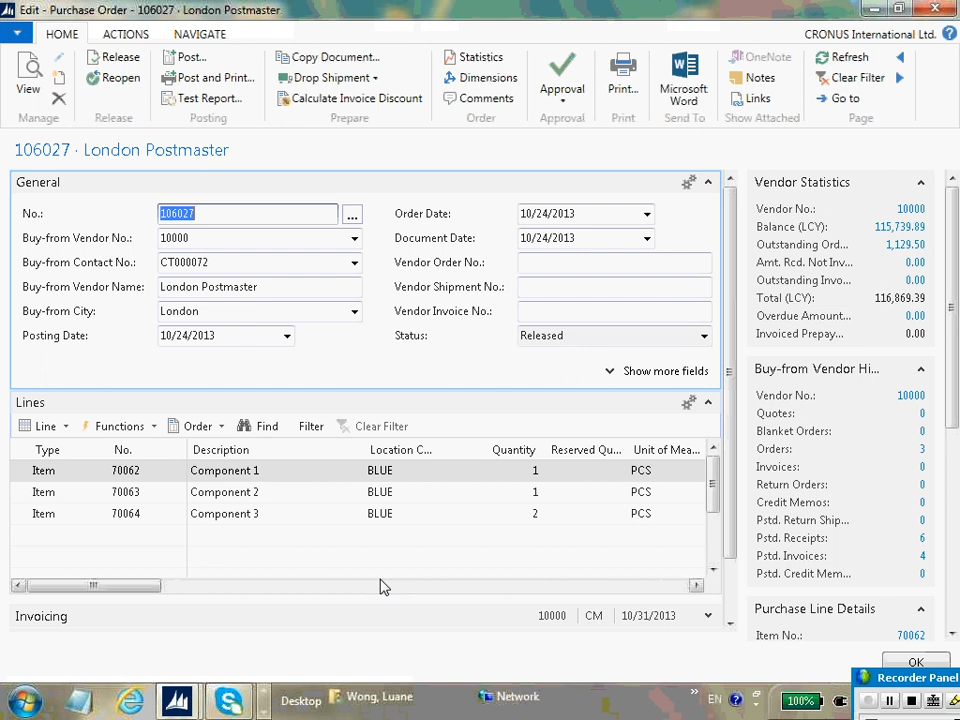 Edit - Purchase Order - 106027 · London Postmaster
HOME ACTIONS NAVIGATE CRONUS International Ltd.
View
Manage
Release
Reopen
Release
Post...
Post and Print...
Test Report...
Posting
Copy Document...
Drop Shipment
Calculate Invoice Discount
Prepare
Statistics
Dimensions
Comments
Order
Approval
Approval
Print...
Print
Microsoft
Word
Send To
OneNote
Notes
Links
Show Attached
Refresh
Clear Filter
Go to
Page
106027 · London Postmaster
General
No.: 106027 ...
Buy-from Vendor No.: 10000
Buy-from Contact No.: CT000072
Buy-from Vendor Name: London Postmaster
Buy-from City: London
Posting Date: 10/24/2013
Order Date: 10/24/2013
Document Date: 10/24/2013
Vendor Order No.:
Vendor Shipment No.:
Vendor Invoice No.:
Status: Released
Show more fields
Lines
Line Functions Order Find Filter Clear Filter
Type No. Description Location C... Quantity Reserved Qu... Unit of Mea...
Item 70062 Component 1 BLUE 1 PCS
Item 70063 Component 2 BLUE 1 PCS
Item 70064 Component 3 BLUE 2 PCS
Invoicing 10000 CM 10/31/2013
Vendor Statistics
Vendor No.: 10000
Balance (LCY): 115,739.89
Outstanding Ord... 1,129.50
Amt. Rcd. Not Inv... 0.00
Outstanding Invo... 0.00
Total (LCY): 116,869.39
Overdue Amount... 0.00
Invoiced Prepay... 0.00
Buy-from Vendor Hi...
Vendor No.: 10000
Quotes: 0
Blanket Orders: 0
Orders: 3
Invoices: 0
Return Orders: 0
Credit Memos: 0
Pstd. Return Ship... 0
Pstd. Receipts: 6
Pstd. Invoices: 4
Pstd. Credit Mem... 0
Purchase Line Details
Item No.: 70062
OK
Recorder Panel
Desktop Wong, Luane Network EN 100%